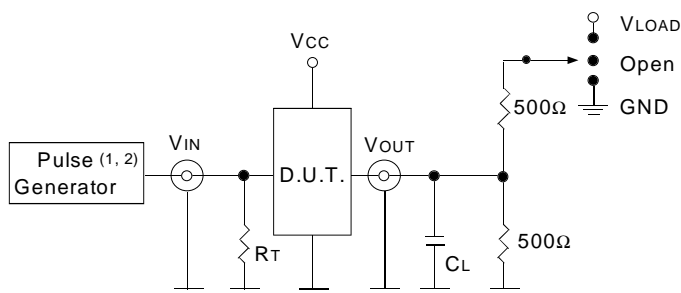 VLOAD
VCC
Open
500Ω
GND
VIN
VOUT
Pulse (1, 2)
Generator
D.U.T.
RT
CL
500Ω